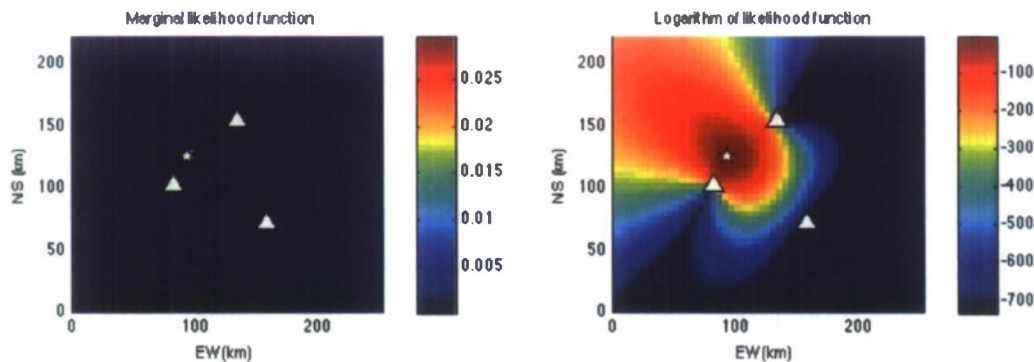 Marginal likelihood function
200
150
100
50
0
NS (km)
0 100 200
EW (km)
0.025
0.02
0.015
0.01
0.005
Logarithm of likelihood function
200
150
100
50
0
NS (km)
0 100 200
EW (km)
-100
-200
-300
-400
-500
-600
-700